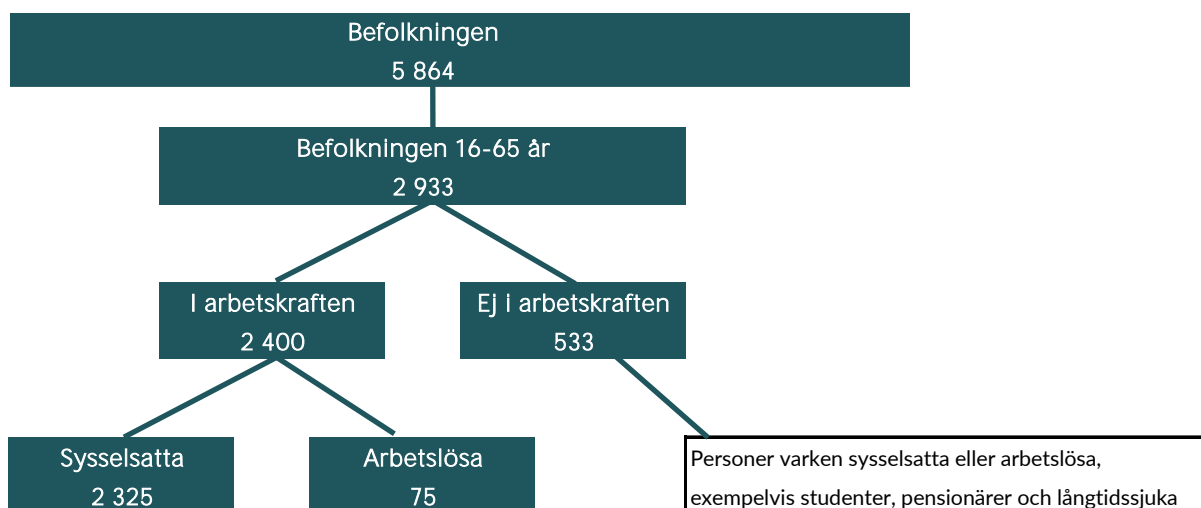 Befolkningen
5 864
Befolkningen 16-65 år
2 933
I arbetskraften
2 400
Ej i arbetskraften
533
Sysselsatta
2 325
Arbetslösa
75
Personer varken sysselsatta eller arbetslösa,
exempelvis studenter, pensionärer och långtidssjuka